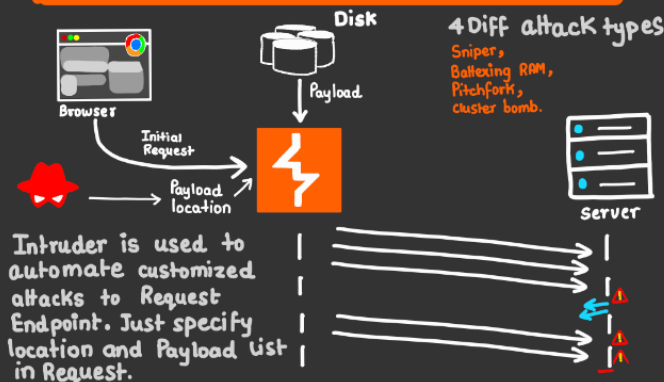 Disk
4 Diff attack types
Sniper,
Battering RAM,
Pitchfork,
cluster bomb.
Payload
Browser
Initial
Request
Payload
location
server
Intruder is used to
automate customized
attacks to Request
Endpoint. Just specify
location and Payload List
in Request.